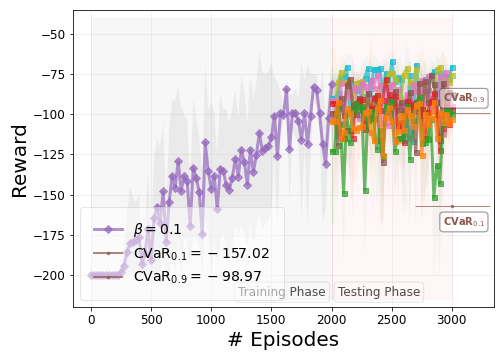 −50
−75
−100
−125
−150
−175
−200
Reward
CVaR0.9
CVaR0.1
β = 0.1
CVaR0.1 = −157.02
CVaR0.9 = −98.97
Training Phase
Testing Phase
0
500
1000
1500
2000
2500
3000
# Episodes